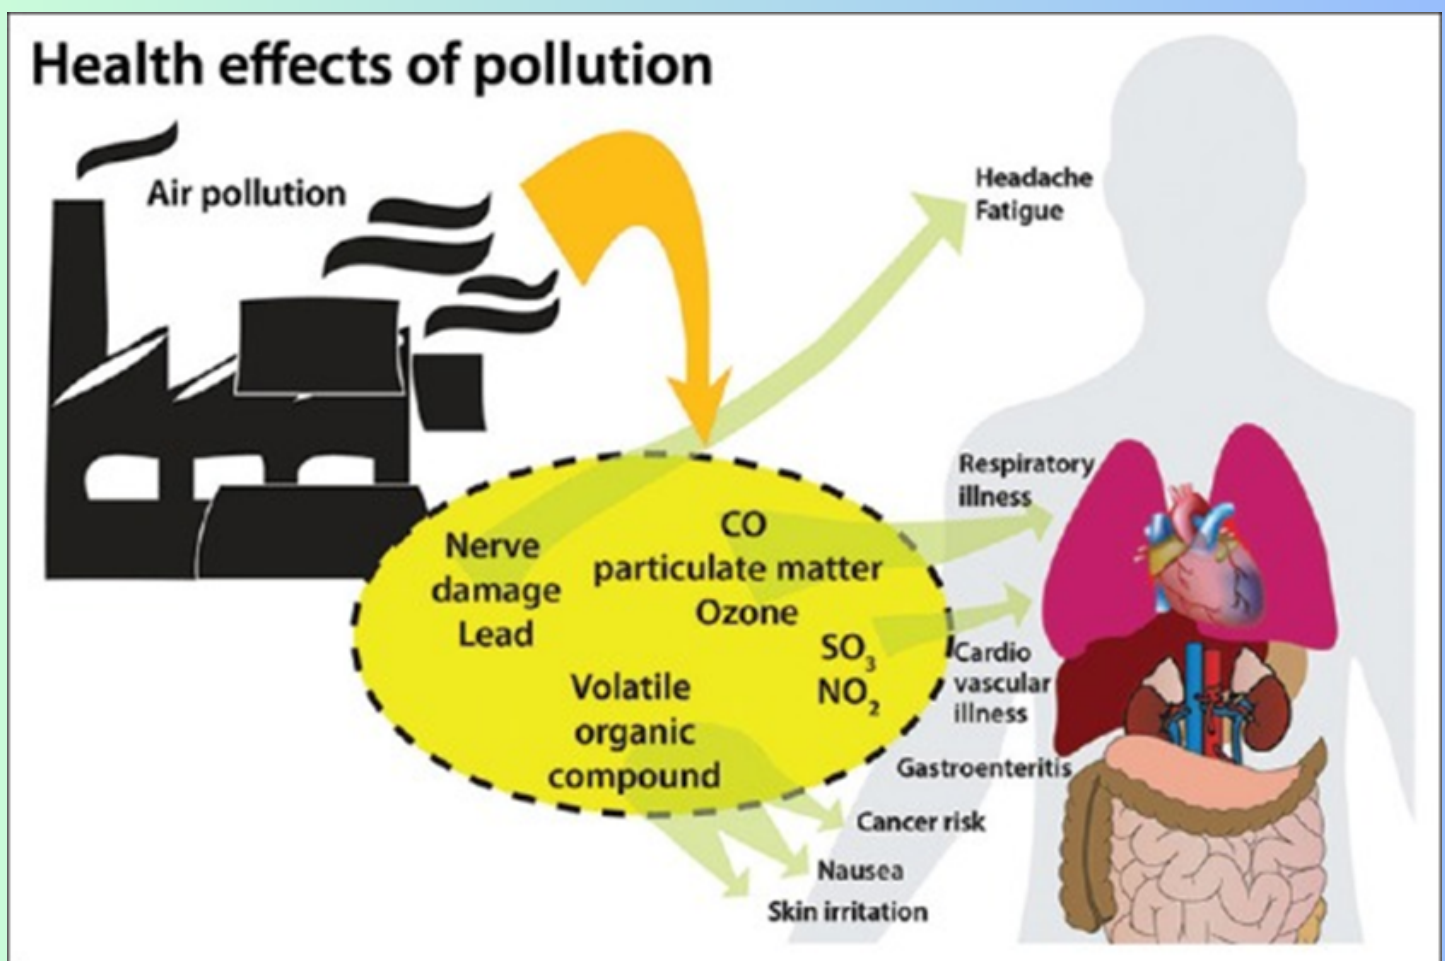 Health effects of pollution
Air pollution
Headache
Fatigue
Respiratory
illness
Nerve
damage
Lead
CO
particulate matter
Ozone
SO₃
NO₂
Volatile
organic
compound
Cardio
vascular
illness
Gastroenteritis
Cancer risk
Nausea
Skin irritation